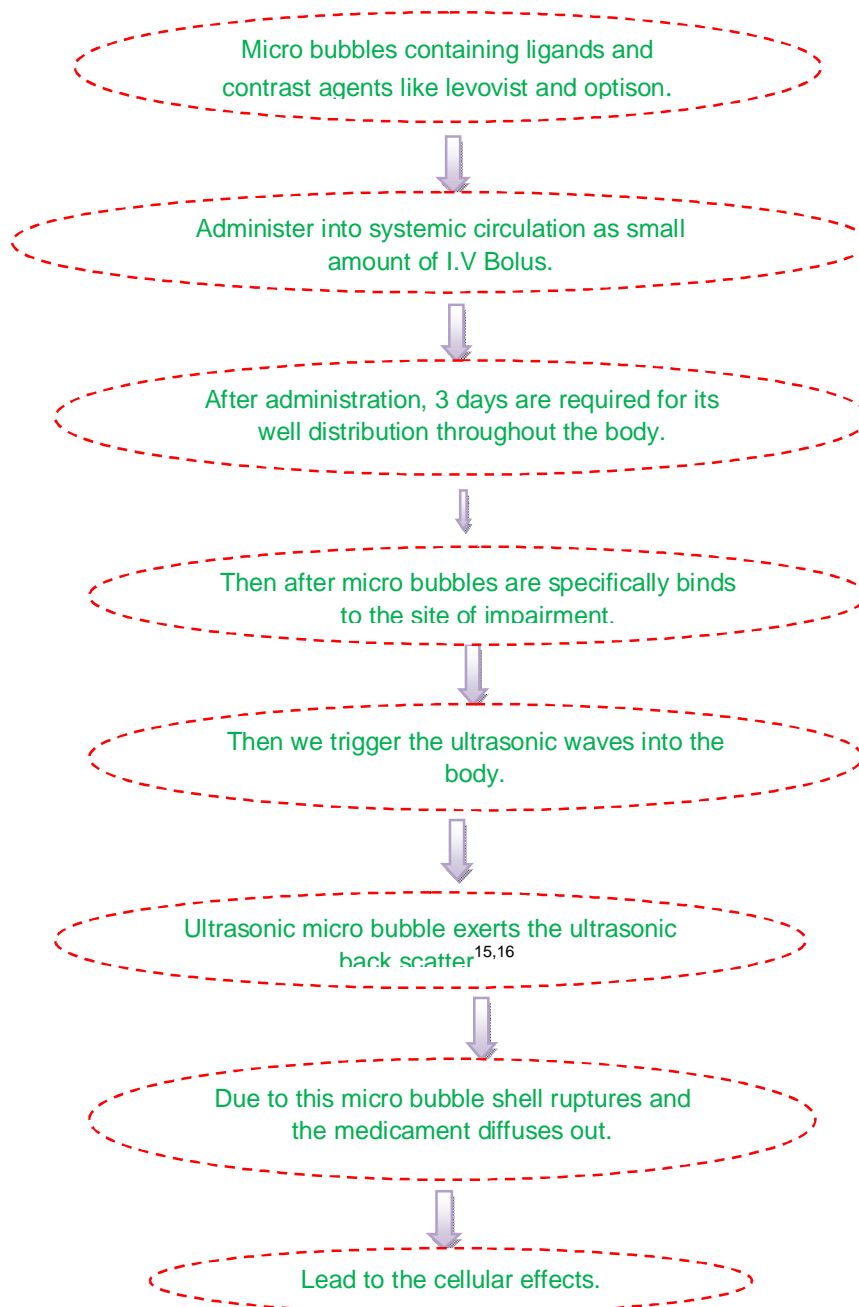 Micro bubbles containing ligands and
contrast agents like levovist and optison.
Administer into systemic circulation as small
amount of I.V Bolus.
After administration, 3 days are required for its
well distribution throughout the body.
Then after micro bubbles are specifically binds
to the site of impairment.
Then we trigger the ultrasonic waves into the
body.
Ultrasonic micro bubble exerts the ultrasonic
back scatter15,16
Due to this micro bubble shell ruptures and
the medicament diffuses out.
Lead to the cellular effects.